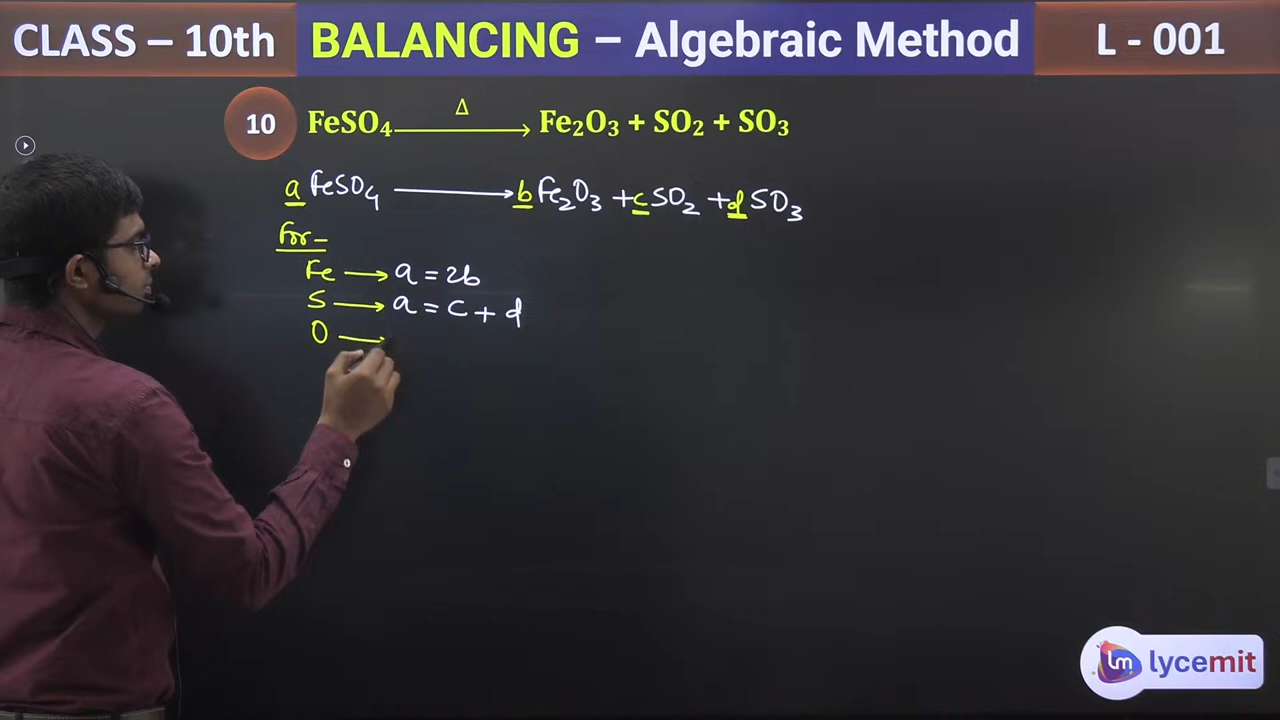 CLASS – 10th BALANCING – Algebraic Method L - 001
10 FeSO₄ —Δ→ Fe₂O₃ + SO₂ + SO₃
a FeSO₄ ⟶ b Fe₂O₃ + c SO₂ + d SO₃
For –
Fe ⟶ a = 2b
S ⟶ a = c + d
O ⟶
lm lycemit